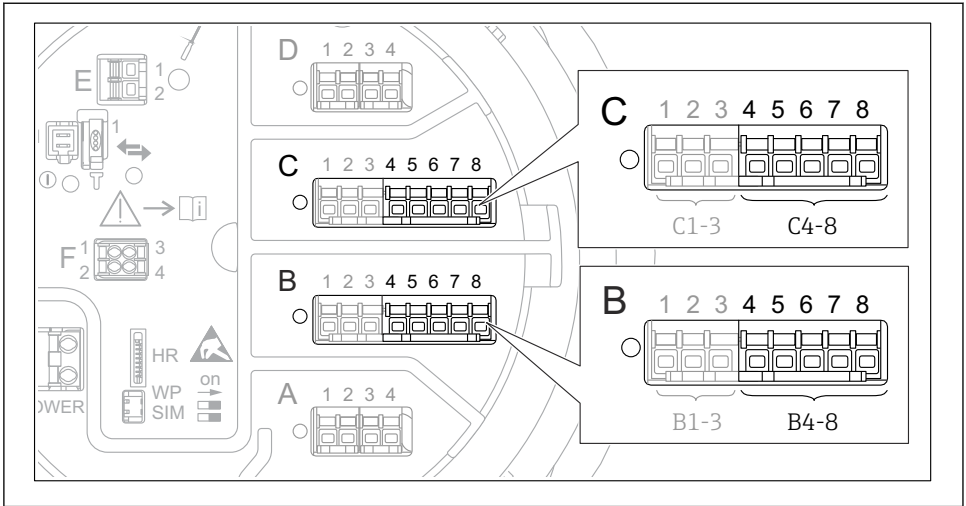 D 1 2 3 4
E 1
2
1
C 1 2 3 4 5 6 7 8
i
F 1 3
2 4
B 1 2 3 4 5 6 7 8
HR
WP on
SIM
OWER
A 1 2 3 4
C 1 2 3 4 5 6 7 8
C1-3 C4-8
B 1 2 3 4 5 6 7 8
B1-3 B4-8